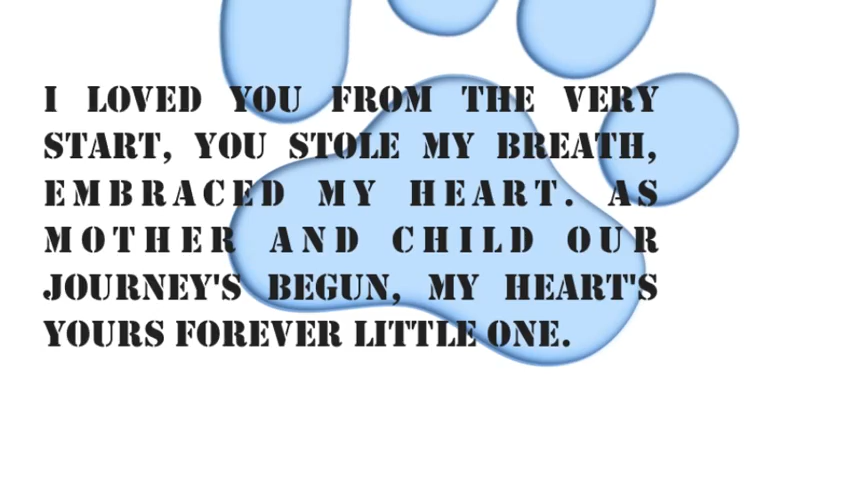 I LOVED YOU FROM THE VERY
START, YOU STOLE MY BREATH,
EMBRACED MY HEART. AS
MOTHER AND CHILD OUR
JOURNEY'S BEGUN, MY HEART'S
YOURS FOREVER LITTLE ONE.